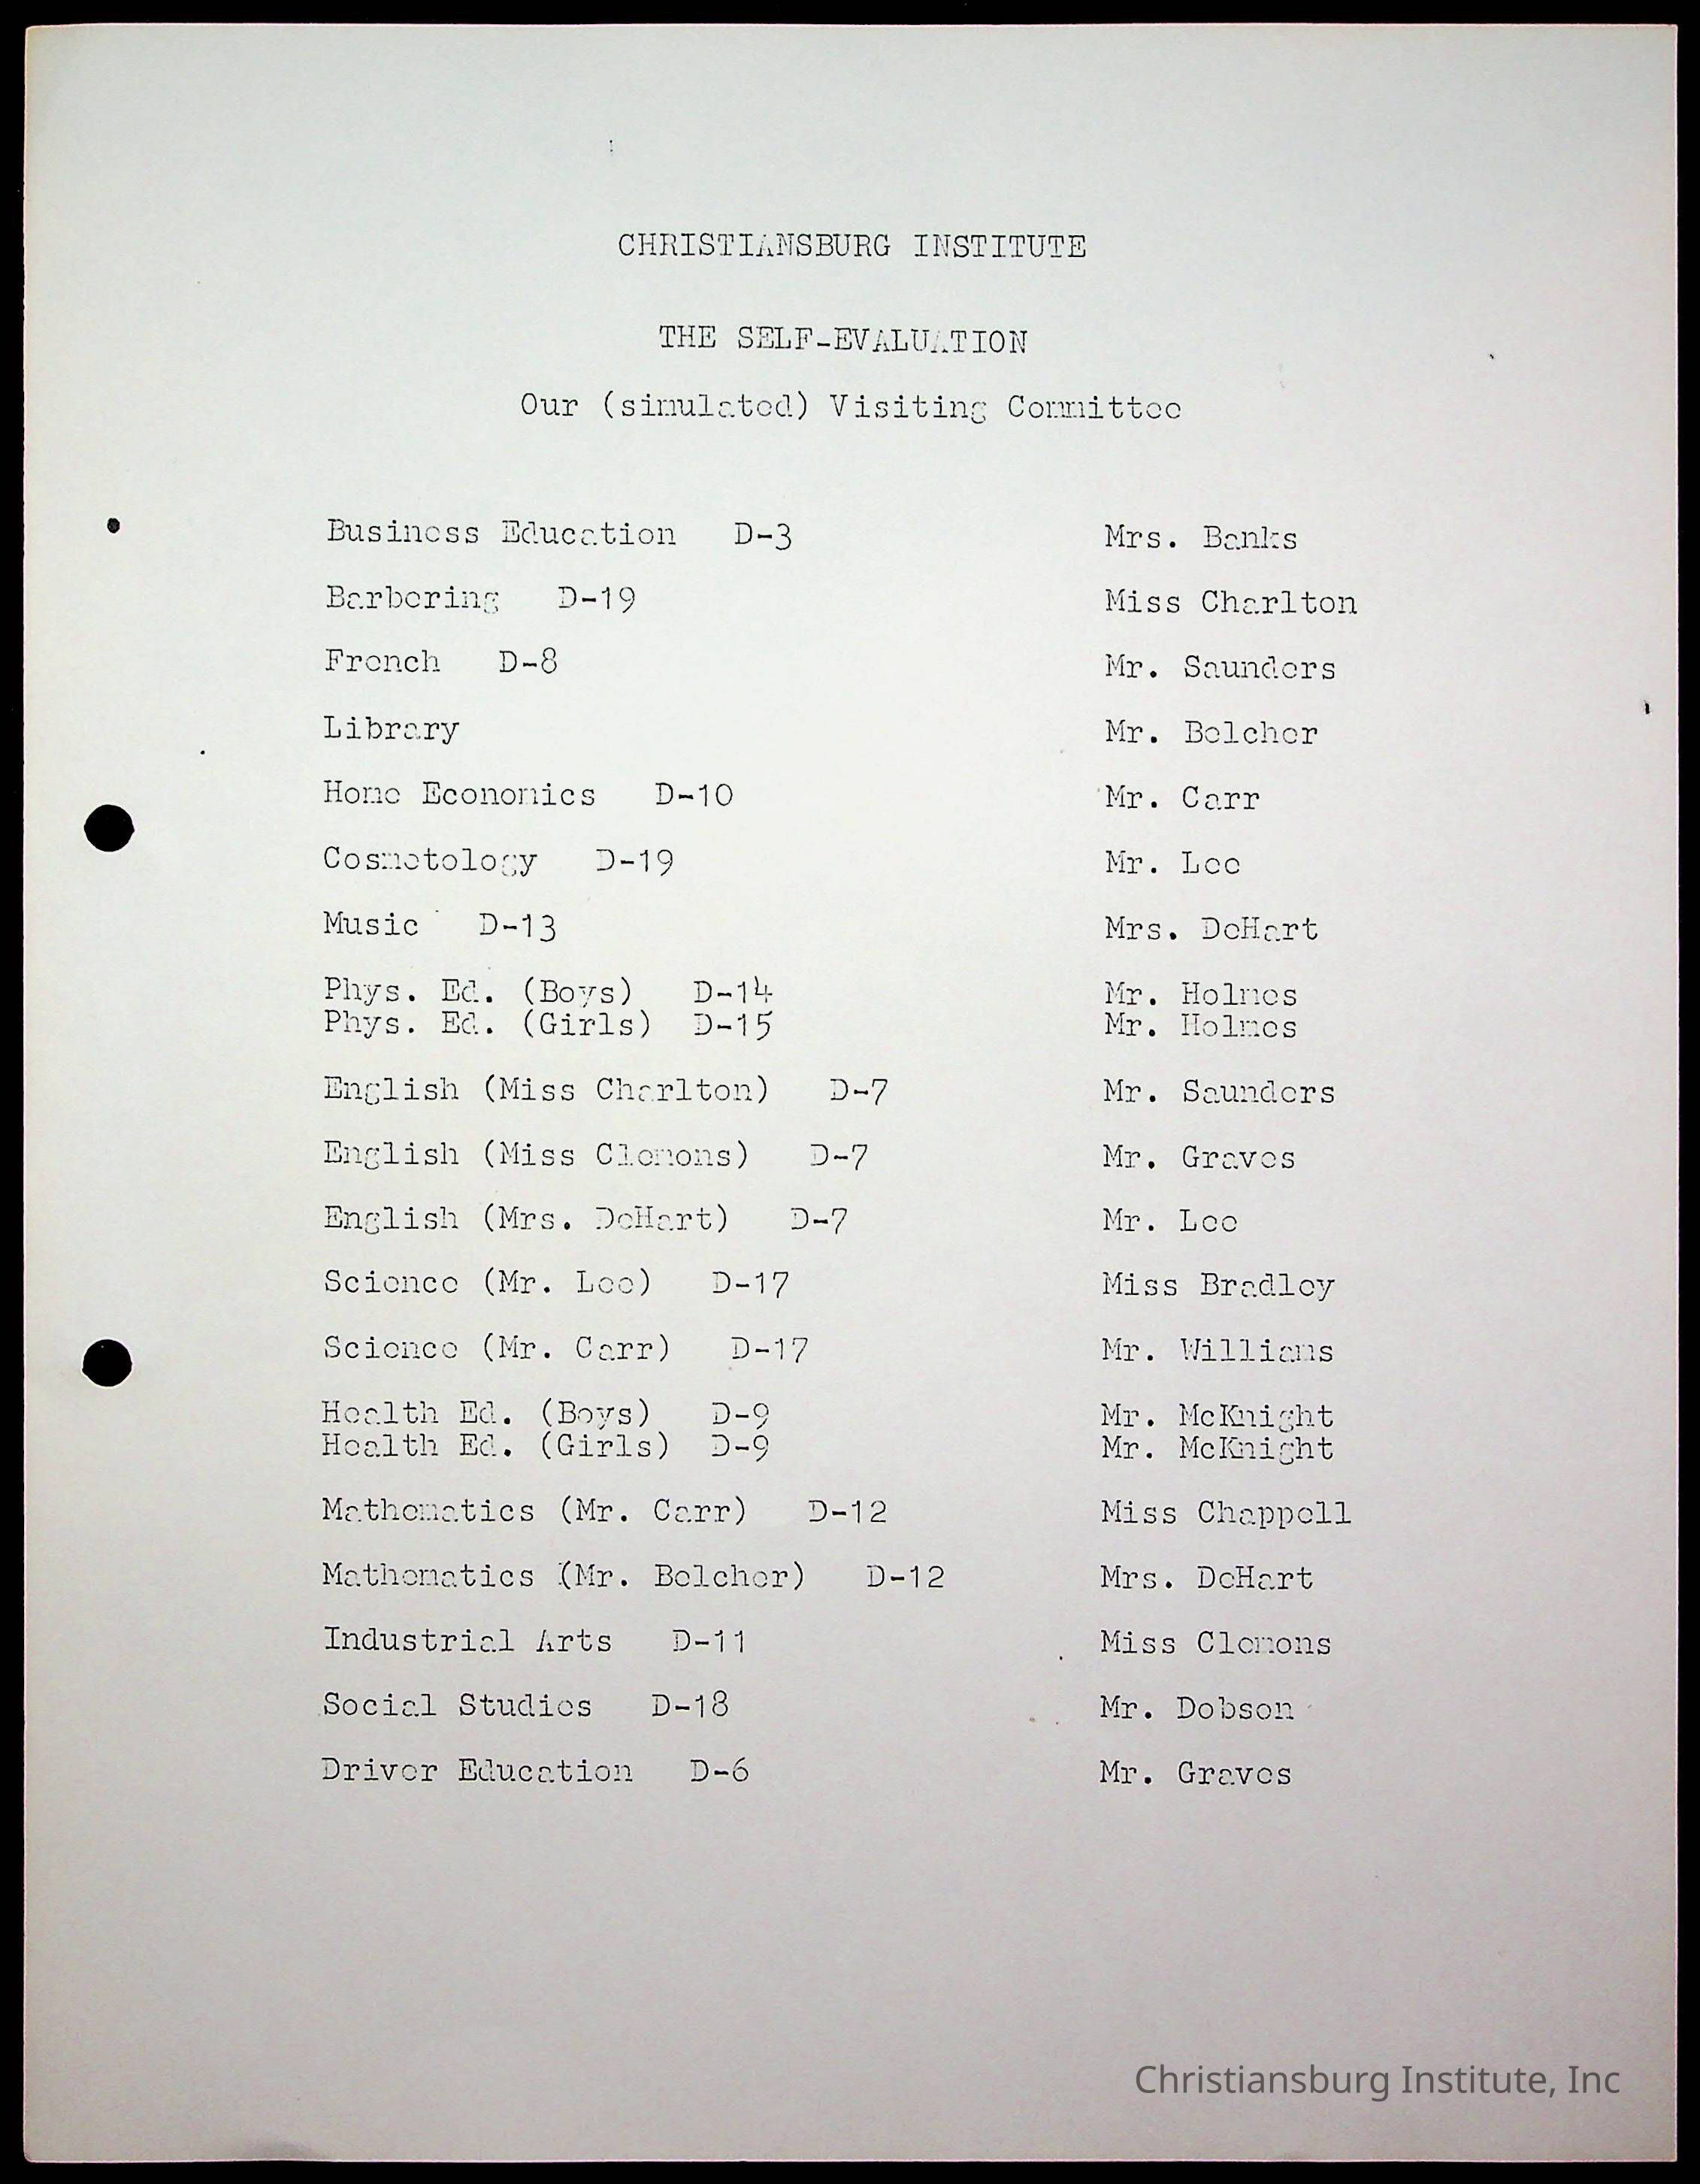 CHRISTIANSBURG INSTITUTE
THE SELF-EVALUATION
Our (simulated) Visiting Committee
Business Education D-3 Mrs. Banks
Barbering D-19 Miss Charlton
French D-8 Mr. Saunders
Library Mr. Belcher
Home Economics D-10 Mr. Carr
Cosmetology D-19 Mr. Lee
Music D-13 Mrs. DeHart
Phys. Ed. (Boys) D-14 Mr. Holmes
Phys. Ed. (Girls) D-15 Mr. Holmes
English (Miss Charlton) D-7 Mr. Saunders
English (Miss Clemons) D-7 Mr. Graves
English (Mrs. DeHart) D-7 Mr. Lee
Science (Mr. Lee) D-17 Miss Bradley
Science (Mr. Carr) D-17 Mr. Williams
Health Ed. (Boys) D-9 Mr. McKnight
Health Ed. (Girls) D-9 Mr. McKnight
Mathematics (Mr. Carr) D-12 Miss Chappell
Mathematics (Mr. Belcher) D-12 Mrs. DeHart
Industrial Arts D-11 Miss Clemons
Social Studies D-18 Mr. Dobson
Driver Education D-6 Mr. Graves
Christiansburg Institute, Inc